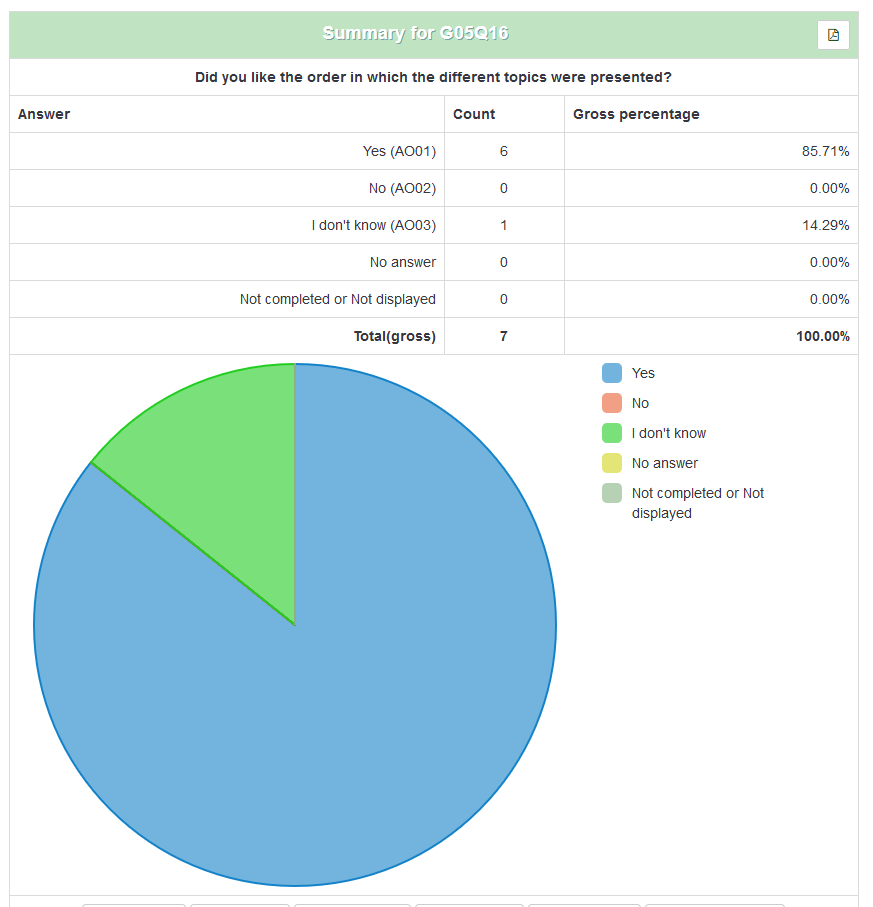 Summary for G05Q16
Did you like the order in which the different topics were presented?
Answer Count Gross percentage
Yes (AO01) 6 85.71%
No (AO02) 0 0.00%
I don't know (AO03) 1 14.29%
No answer 0 0.00%
Not completed or Not displayed 0 0.00%
Total(gross) 7 100.00%
Yes
No
I don't know
No answer
Not completed or Not
displayed